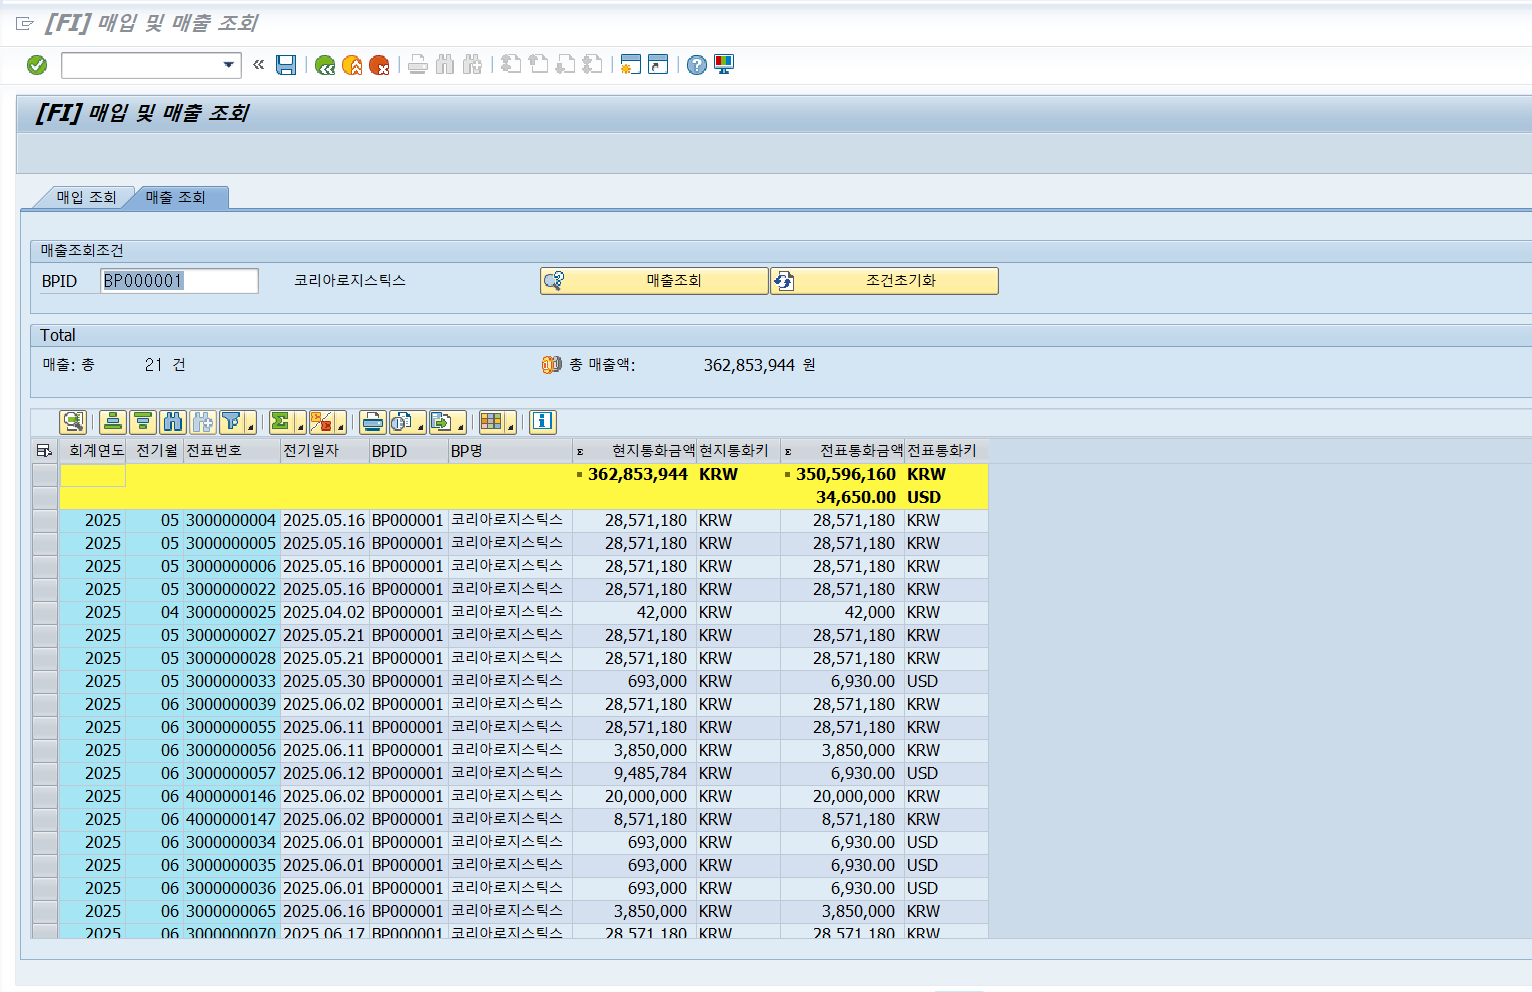 [FI] 매입 및 매출 조회
[FI] 매입 및 매출 조회
매입 조회 매출 조회
매출조회조건
BPID BP000001 코리아로지스틱스 매출조회 조건초기화
Total
매출: 총 21 건 총 매출액: 362,853,944 원
회계연도 전기월 전표번호 전기일자 BPID BP명 Σ 현지통화금액 현지통화키 Σ 전표통화금액 전표통화키
362,853,944 KRW 350,596,160 KRW
34,650.00 USD
2025 05 3000000004 2025.05.16 BP000001 코리아로지스틱스 28,571,180 KRW 28,571,180 KRW
2025 05 3000000005 2025.05.16 BP000001 코리아로지스틱스 28,571,180 KRW 28,571,180 KRW
2025 05 3000000006 2025.05.16 BP000001 코리아로지스틱스 28,571,180 KRW 28,571,180 KRW
2025 05 3000000022 2025.05.16 BP000001 코리아로지스틱스 28,571,180 KRW 28,571,180 KRW
2025 04 3000000025 2025.04.02 BP000001 코리아로지스틱스 42,000 KRW 42,000 KRW
2025 05 3000000027 2025.05.21 BP000001 코리아로지스틱스 28,571,180 KRW 28,571,180 KRW
2025 05 3000000028 2025.05.21 BP000001 코리아로지스틱스 28,571,180 KRW 28,571,180 KRW
2025 05 3000000033 2025.05.30 BP000001 코리아로지스틱스 693,000 KRW 6,930.00 USD
2025 06 3000000039 2025.06.02 BP000001 코리아로지스틱스 28,571,180 KRW 28,571,180 KRW
2025 06 3000000055 2025.06.11 BP000001 코리아로지스틱스 28,571,180 KRW 28,571,180 KRW
2025 06 3000000056 2025.06.11 BP000001 코리아로지스틱스 3,850,000 KRW 3,850,000 KRW
2025 06 3000000057 2025.06.12 BP000001 코리아로지스틱스 9,485,784 KRW 6,930.00 USD
2025 06 4000000146 2025.06.02 BP000001 코리아로지스틱스 20,000,000 KRW 20,000,000 KRW
2025 06 4000000147 2025.06.02 BP000001 코리아로지스틱스 8,571,180 KRW 8,571,180 KRW
2025 06 3000000034 2025.06.01 BP000001 코리아로지스틱스 693,000 KRW 6,930.00 USD
2025 06 3000000035 2025.06.01 BP000001 코리아로지스틱스 693,000 KRW 6,930.00 USD
2025 06 3000000036 2025.06.01 BP000001 코리아로지스틱스 693,000 KRW 6,930.00 USD
2025 06 3000000065 2025.06.16 BP000001 코리아로지스틱스 3,850,000 KRW 3,850,000 KRW
2025 06 3000000070 2025.06.17 BP000001 코리아로지스틱스 28,571,180 KRW 28,571,180 KRW